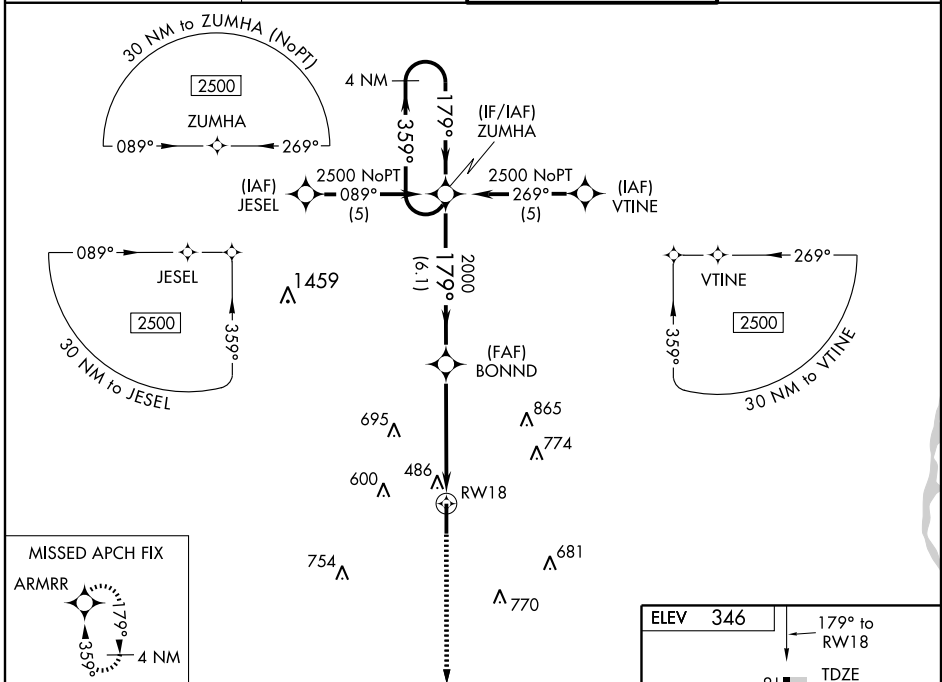 30 NM to ZUMHA (NoPT)
2500
ZUMHA
089°
269°
4 NM
359°
179°
(IF/IAF)
ZUMHA
(IAF)
JESEL
2500 NoPT
089°
(5)
2500 NoPT
269°
(5)
(IAF)
VTINE
089°
JESEL
2500
359°
30 NM to JESEL
1459
2000
179°
(6.1)
269°
VTINE
2500
359°
30 NM to VTINE
(FAF)
BONND
695
865
774
600
486
RW18
754
681
770
MISSED APCH FIX
ARMRR
179°
359°
4 NM
ELEV 346
179° to
RW18
TDZE